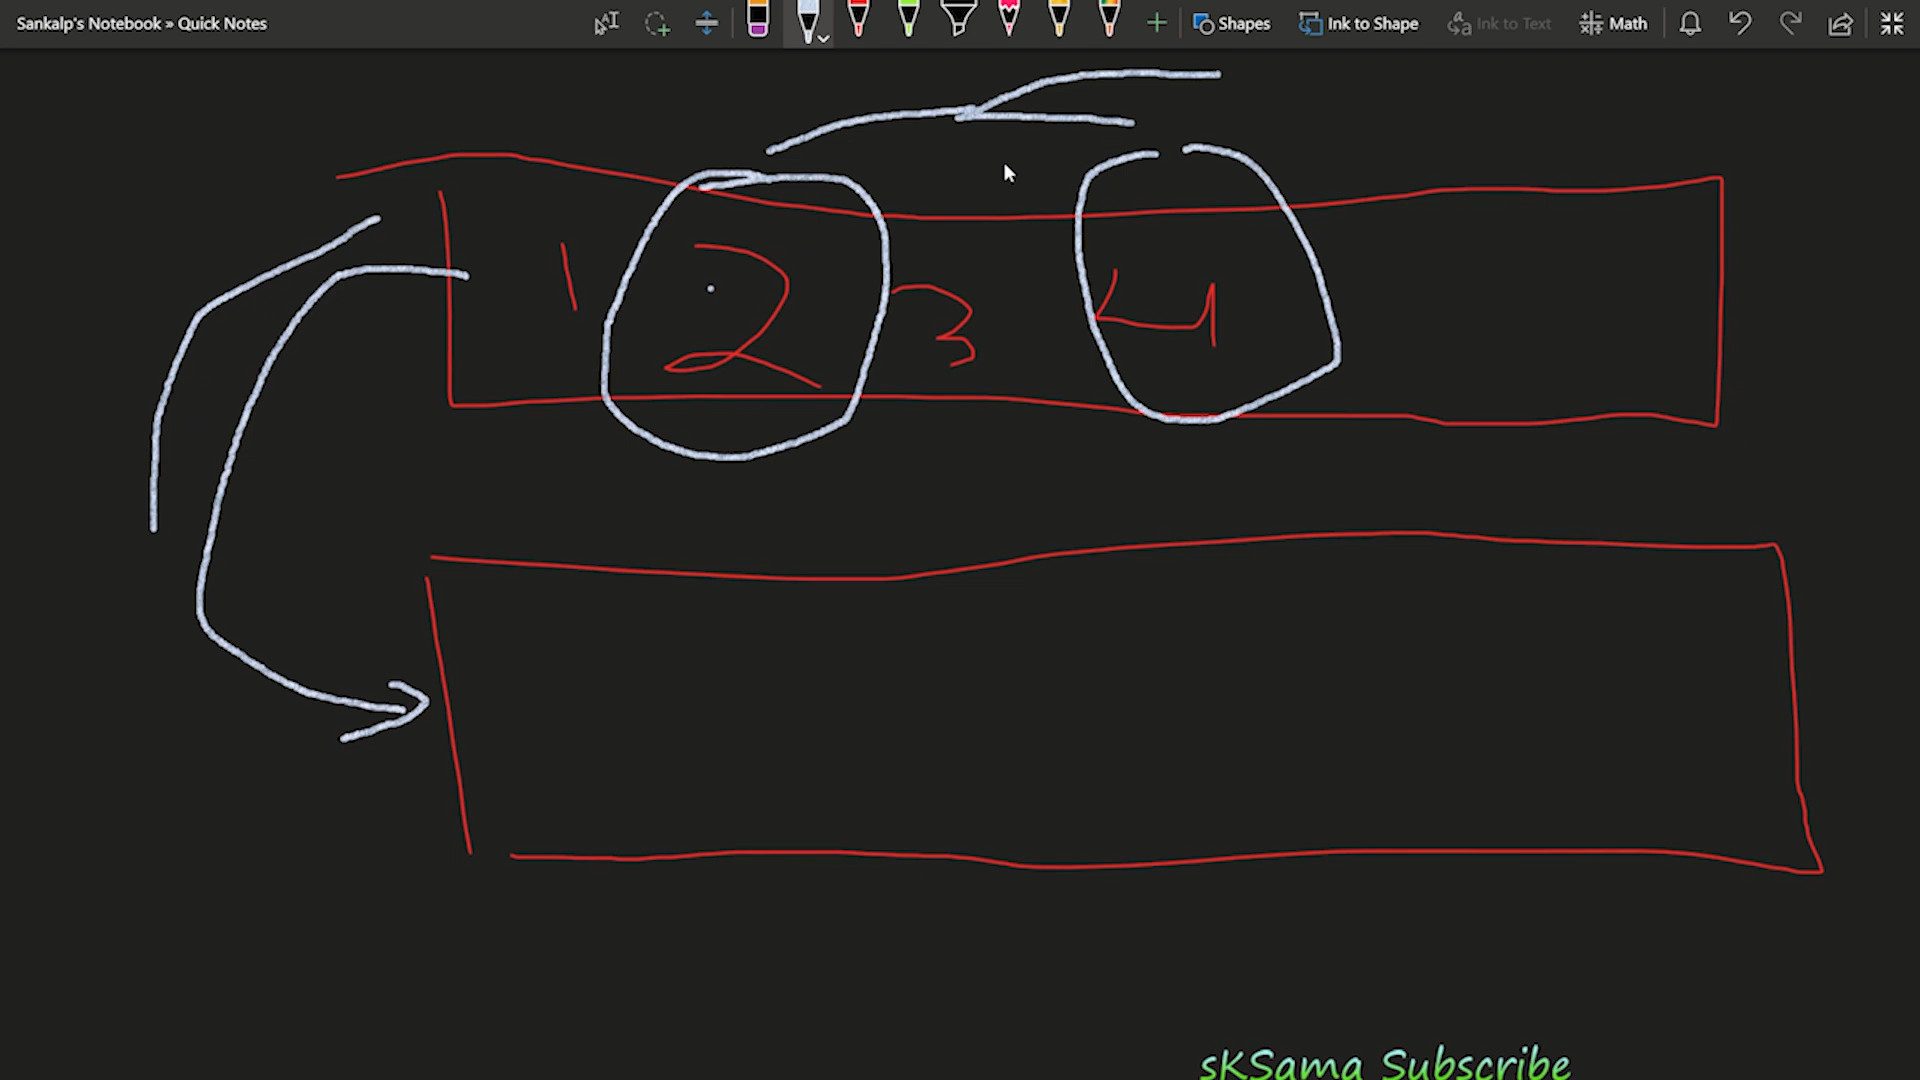 Sankalp's Notebook » Quick Notes
Shapes
Ink to Shape
Ink to Text
Math
1 2 3 4
sKSama Subscribe